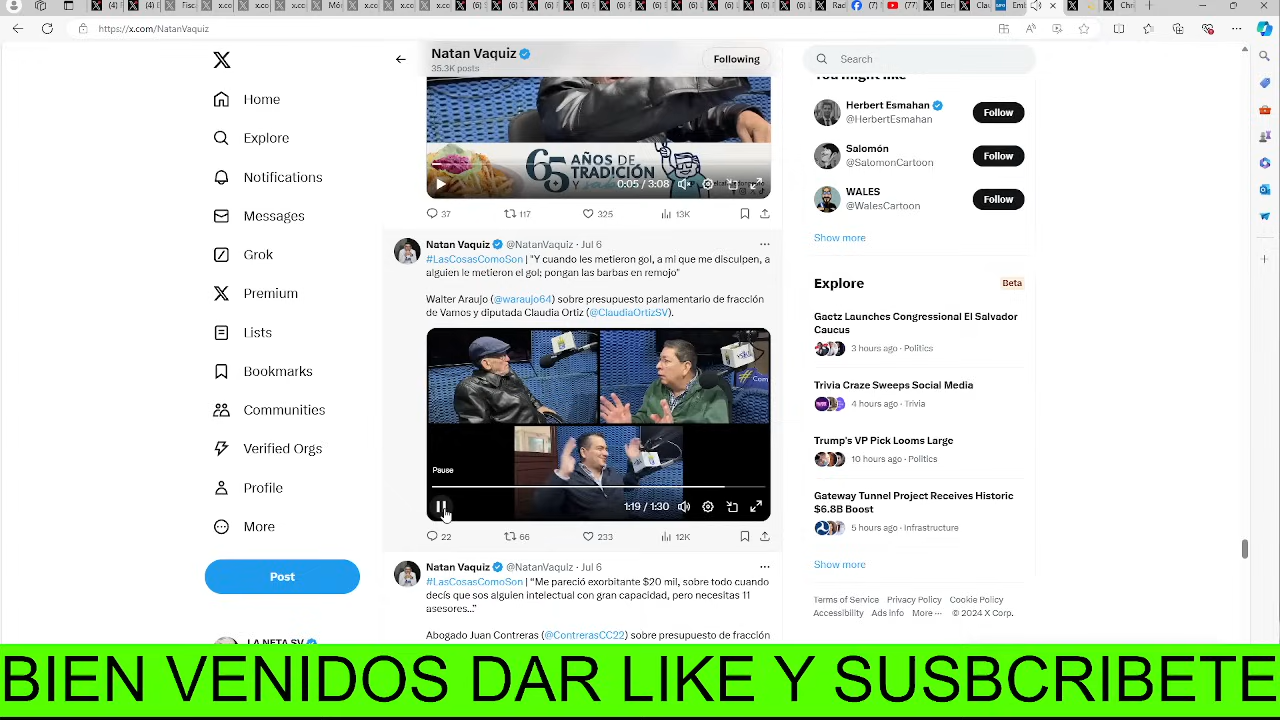 https://x.com/NatanVaquiz
Natan Vaquiz
35.3K posts
Following
Search
Home
Explore
Notifications
Messages
Grok
Premium
Lists
Bookmarks
Communities
Verified Orgs
Profile
More
Post
LA NETA SV
65 AÑOS DE
TRADICIÓN
0:05 / 3:08
37
117
325
13K
Natan Vaquiz @NatanVaquiz · Jul 6
#LasCosasComoSon | "Y cuando les metieron gol, a mí que me disculpen, a
alguien le metieron el gol; pongan las barbas en remojo"
Walter Araujo (@waraujo64) sobre presupuesto parlamentario de fracción
de Vamos y diputada Claudia Ortiz (@ClaudiaOrtizSV).
Pause
1:19 / 1:30
22
66
233
12K
Natan Vaquiz @NatanVaquiz · Jul 6
#LasCosasComoSon | "Me pareció exorbitante $20 mil, sobre todo cuando
decís que sos alguien intelectual con gran capacidad, pero necesitas 11
asesores..."
Abogado Juan Contreras (@ContrerasCC22) sobre presupuesto de fracción
You might like
Herbert Esmahan
@HerbertEsmahan
Follow
Salomón
@SalomonCartoon
Follow
WALES
@WalesCartoon
Follow
Show more
Explore
Beta
Gaetz Launches Congressional El Salvador
Caucus
3 hours ago · Politics
Trivia Craze Sweeps Social Media
4 hours ago · Trivia
Trump's VP Pick Looms Large
10 hours ago · Politics
Gateway Tunnel Project Receives Historic
$6.8B Boost
5 hours ago · Infrastructure
Show more
Terms of Service Privacy Policy Cookie Policy
Accessibility Ads info More ··· © 2024 X Corp.
BIEN VENIDOS DAR LIKE Y SUSBCRIBETE